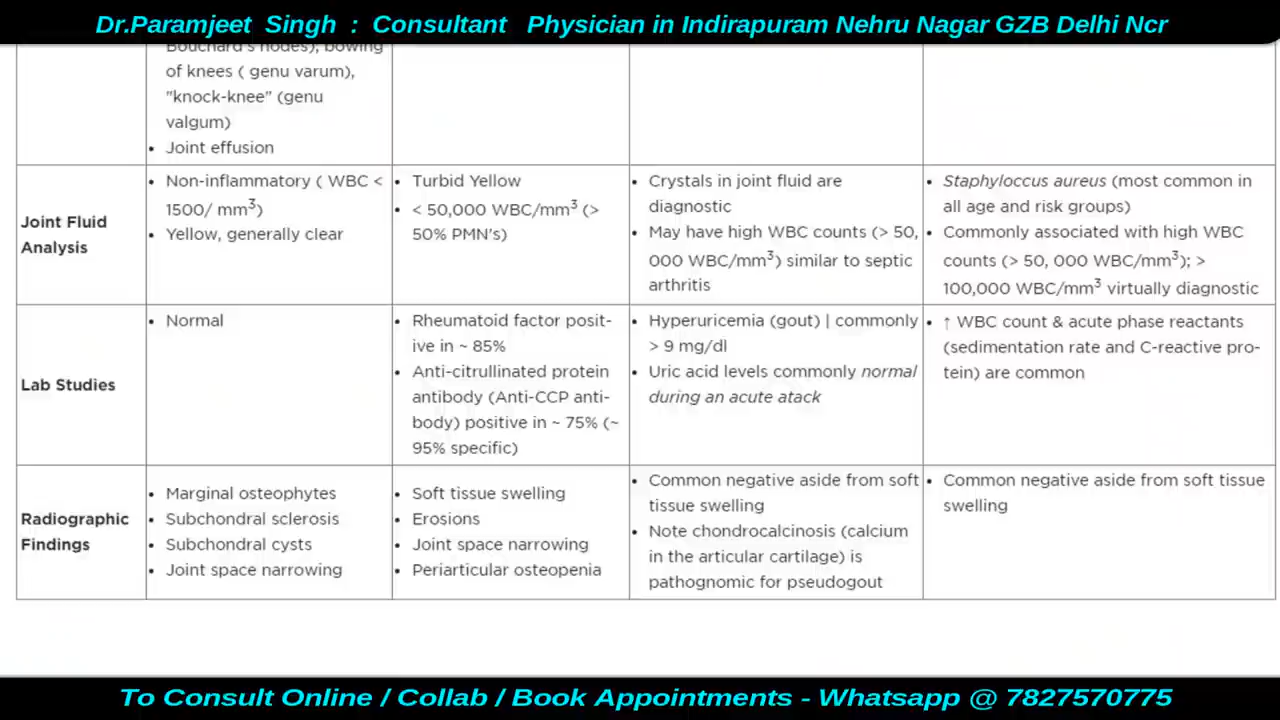 Dr.Paramjeet Singh : Consultant Physician in Indirapuram Nehru Nagar GZB Delhi Ncr
Bouchard's nodes); bowing
of knees ( genu varum),
"knock-knee" (genu
valgum)
• Joint effusion
Joint Fluid
Analysis
• Non-inflammatory ( WBC <
1500/ mm³)
• Yellow, generally clear
• Turbid Yellow
• < 50,000 WBC/mm³ (>
50% PMN's)
• Crystals in joint fluid are
diagnostic
• May have high WBC counts (> 50,
000 WBC/mm³) similar to septic
arthritis
• Staphyloccus aureus (most common in
all age and risk groups)
• Commonly associated with high WBC
counts (> 50, 000 WBC/mm³); >
100,000 WBC/mm³ virtually diagnostic
Lab Studies
• Normal
• Rheumatoid factor posit-
ive in ~ 85%
• Anti-citrullinated protein
antibody (Anti-CCP anti-
body) positive in ~ 75% (~
95% specific)
• Hyperuricemia (gout) | commonly
> 9 mg/dl
• Uric acid levels commonly normal
during an acute atack
• ↑ WBC count & acute phase reactants
(sedimentation rate and C-reactive pro-
tein) are common
Radiographic
Findings
• Marginal osteophytes
• Subchondral sclerosis
• Subchondral cysts
• Joint space narrowing
• Soft tissue swelling
• Erosions
• Joint space narrowing
• Periarticular osteopenia
• Common negative aside from soft
tissue swelling
• Note chondrocalcinosis (calcium
in the articular cartilage) is
pathognomic for pseudogout
• Common negative aside from soft tissue
swelling
To Consult Online / Collab / Book Appointments - Whatsapp @ 7827570775